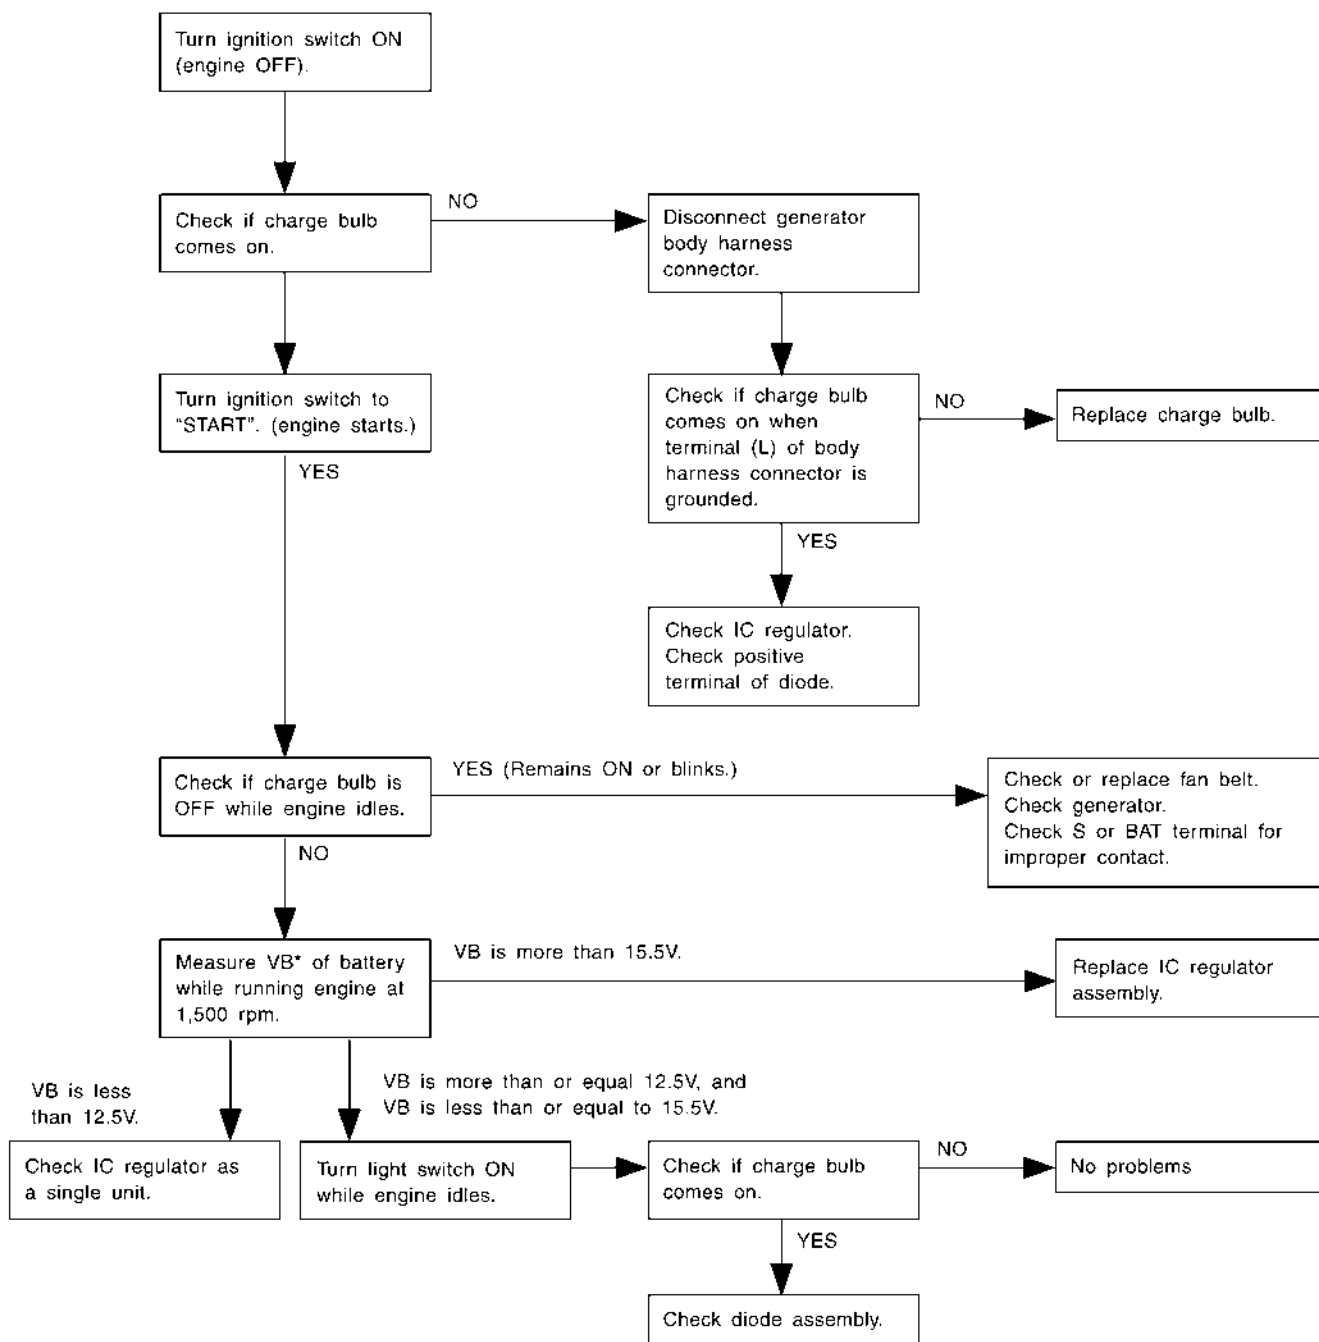 Turn ignition switch ON
(engine OFF).
Check if charge bulb
comes on.
NO
Disconnect generator
body harness
connector.
Turn ignition switch to
“START”. (engine starts.)
YES
Check if charge bulb
comes on when
terminal (L) of body
harness connector is
grounded.
NO
Replace charge bulb.
YES
Check IC regulator.
Check positive
terminal of diode.
Check if charge bulb is
OFF while engine idles.
YES (Remains ON or blinks.)
Check or replace fan belt.
Check generator.
Check S or BAT terminal for
improper contact.
NO
Measure VB* of battery
while running engine at
1,500 rpm.
VB is more than 15.5V.
Replace IC regulator
assembly.
VB is less
than 12.5V.
VB is more than or equal 12.5V, and
VB is less than or equal to 15.5V.
Check IC regulator as
a single unit.
Turn light switch ON
while engine idles.
Check if charge bulb
comes on.
NO
No problems
YES
Check diode assembly.